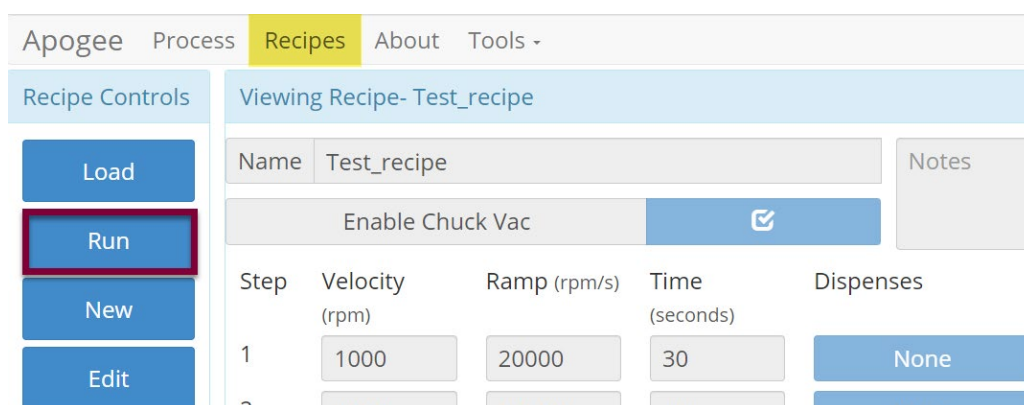 Apogee Process Recipes About Tools
Recipe Controls
Load
Run
New
Edit
Viewing Recipe- Test_recipe
Name Test_recipe
Notes
Enable Chuck Vac
Step Velocity (rpm) Ramp (rpm/s) Time (seconds) Dispenses
1 1000 20000 30 None